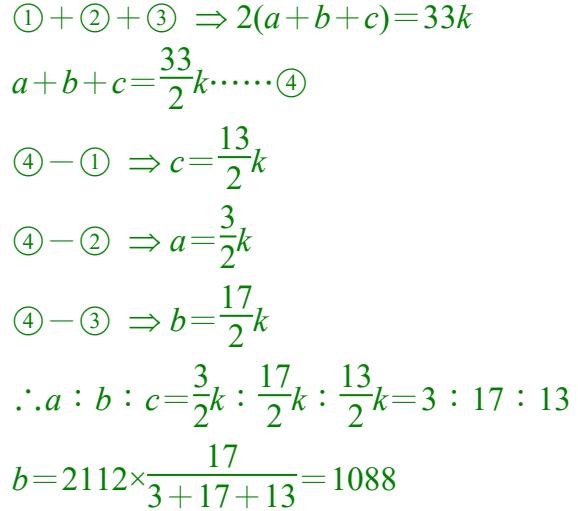 ①＋②＋③ ⇒2(a＋b＋c)＝33k
a＋b＋c＝33/2k……④
④－① ⇒c＝13/2k
④－② ⇒a＝3/2k
④－③ ⇒b＝17/2k
∴a：b：c＝3/2k：17/2k：13/2k＝3：17：13
b＝2112×17/(3＋17＋13)＝1088